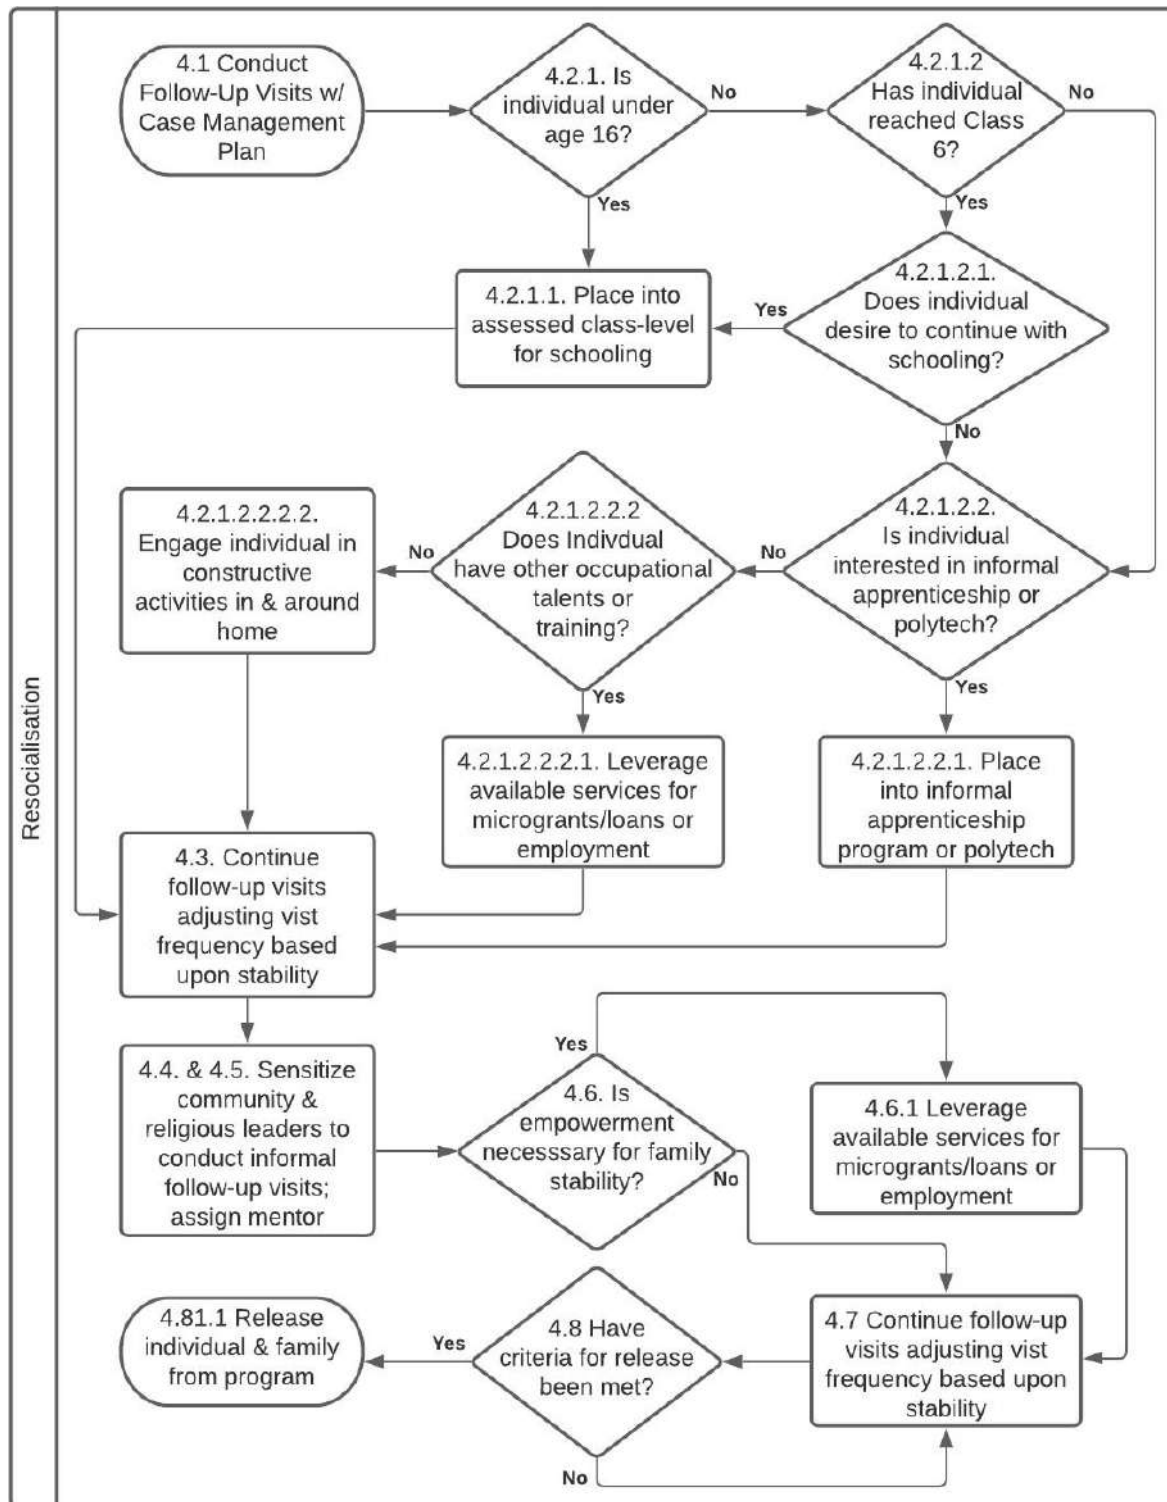 4.1 Conduct
Follow-Up Visits w/
Case Management
Plan
4.2.1. Is
individual under
age 16?
No
4.2.1.2
Has individual
reached Class
6?
No
Yes
Yes
4.2.1.1. Place into
assessed class-level
for schooling
Yes
4.2.1.2.1.
Does individual
desire to continue with
schooling?
No
4.2.1.2.2.
Is individual
interested in informal
apprenticeship or
polytech?
No
Yes
4.2.1.2.2.2
Does Indivdual
have other occupational
talents or
training?
No
Yes
4.2.1.2.2.2.2.
Engage individual in
constructive
activities in & around
home
4.2.1.2.2.2.1. Leverage
available services for
microgrants/loans or
employment
4.2.1.2.2.1. Place
into informal
apprenticeship
program or polytech
Resocialisation
4.3. Continue
follow-up visits
adjusting vist
frequency based
upon stability
4.4. & 4.5. Sensitize
community &
religious leaders to
conduct informal
follow-up visits;
assign mentor
Yes
4.6. Is
empowerment
necesssary for family
stability?
No
4.6.1 Leverage
available services for
microgrants/loans or
employment
4.7 Continue follow-up
visits adjusting vist
frequency based upon
stability
4.8 Have
criteria for release
been met?
Yes
No
4.81.1 Release
individual & family
from program